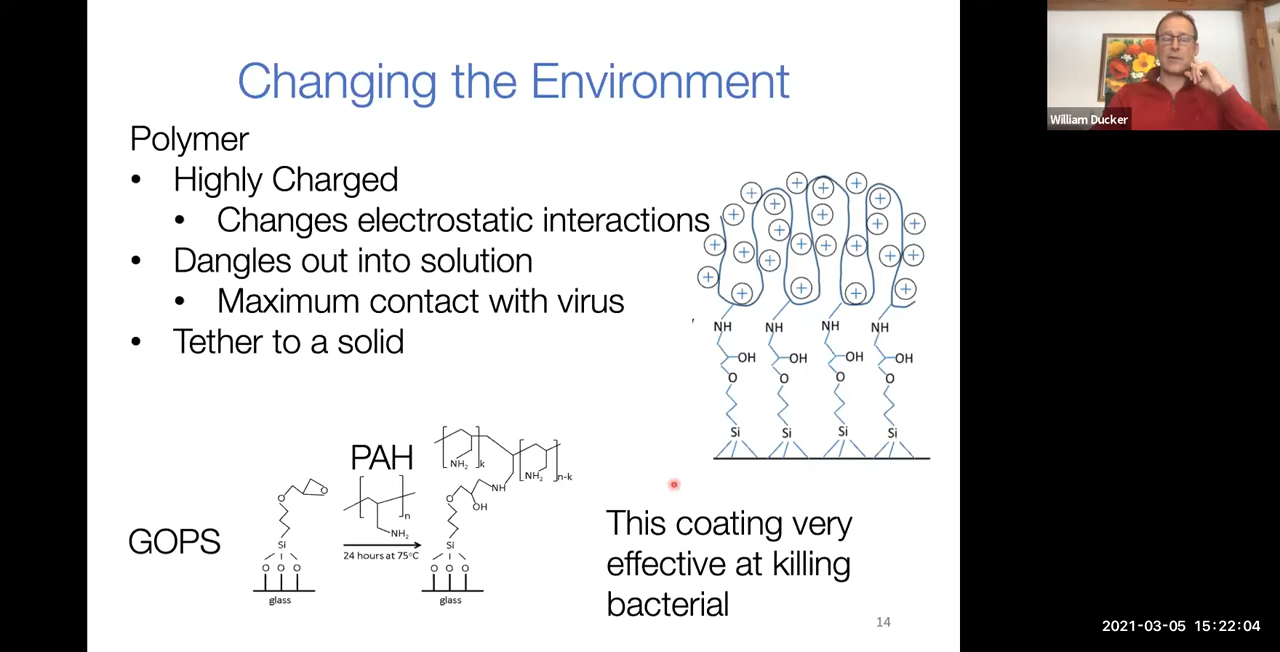 Changing the Environment
Polymer
• Highly Charged
• Changes electrostatic interactions
• Dangles out into solution
• Maximum contact with virus
• Tether to a solid
+ + + + + + + + + + + + + + + + + + + + + + + + +
NH NH NH NH
OH OH OH OH
O O O O
Si Si Si Si
GOPS
O O
Si
O O O
glass
PAH
n
NH₂
24 hours at 75°C
NH₂ k
NH₂ n-k
NH
O
OH
Si
O O O
glass
This coating very
effective at killing
bacterial
14
William Ducker
2021-03-05 15:22:04